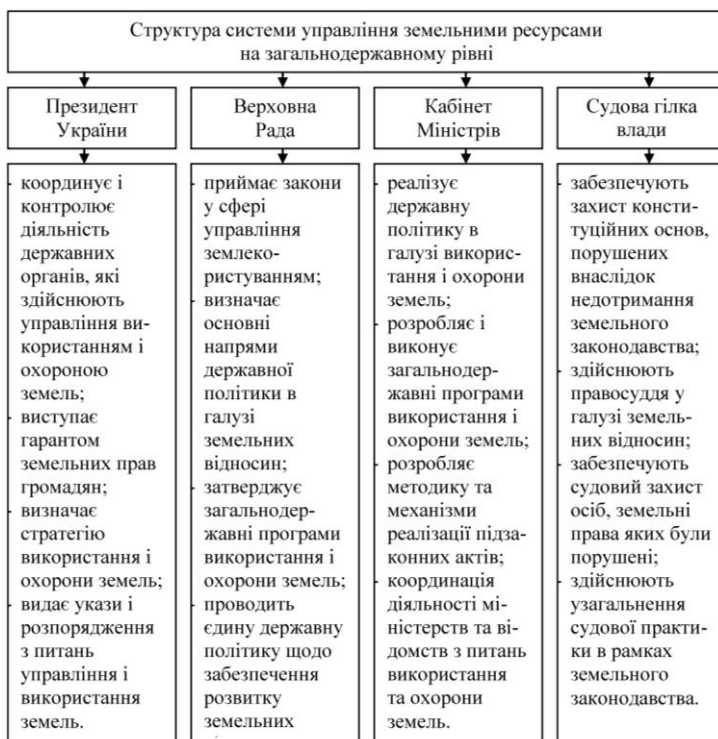 Структура системи управління земельними ресурсами
на загальнодержавному рівні
Президент
України
Верховна
Рада
Кабінет
Міністрів
Судова гілка
влади
- координує і
контролює
діяльність
державних
органів, які
здійснюють
управління ви-
користанням і
охороною
земель;
- виступає
гарантом
земельних прав
громадян;
- визначає
стратегію
використання і
охорони земель;
- видає укази і
розпорядження
з питань
управління і
використання
земель.
- приймає закони
у сфері
управління
землеко-
ристуванням;
- визначає
основні
напрями
державної
політики в
галузі
земельних
відносин;
- затверджує
загальнодер-
жавні програми
використання і
охорони земель;
- проводить
єдину державну
політику щодо
забезпечення
розвитку
земельних
- реалізує
державну
політику в
галузі викорис-
тання і охорони
земель;
- розробляє і
виконує
загальнодер-
жавні програми
використання і
охорони земель;
- розробляє
методику та
механізми
реалізації підза-
конних актів;
- координація
діяльності мі-
ністерств та ві-
домств з питань
використання
та охорони
земель.
- забезпечують
захист консти-
туційних основ,
порушених
внаслідок
недотримання
земельного
законодавства;
- здійснюють
правосуддя у
галузі земель-
них відносин;
- забезпечують
судовий захист
осіб, земельні
права яких були
порушені;
- здійснюють
узагальнення
судової практи-
ки в рамках
земельного
законодавства.